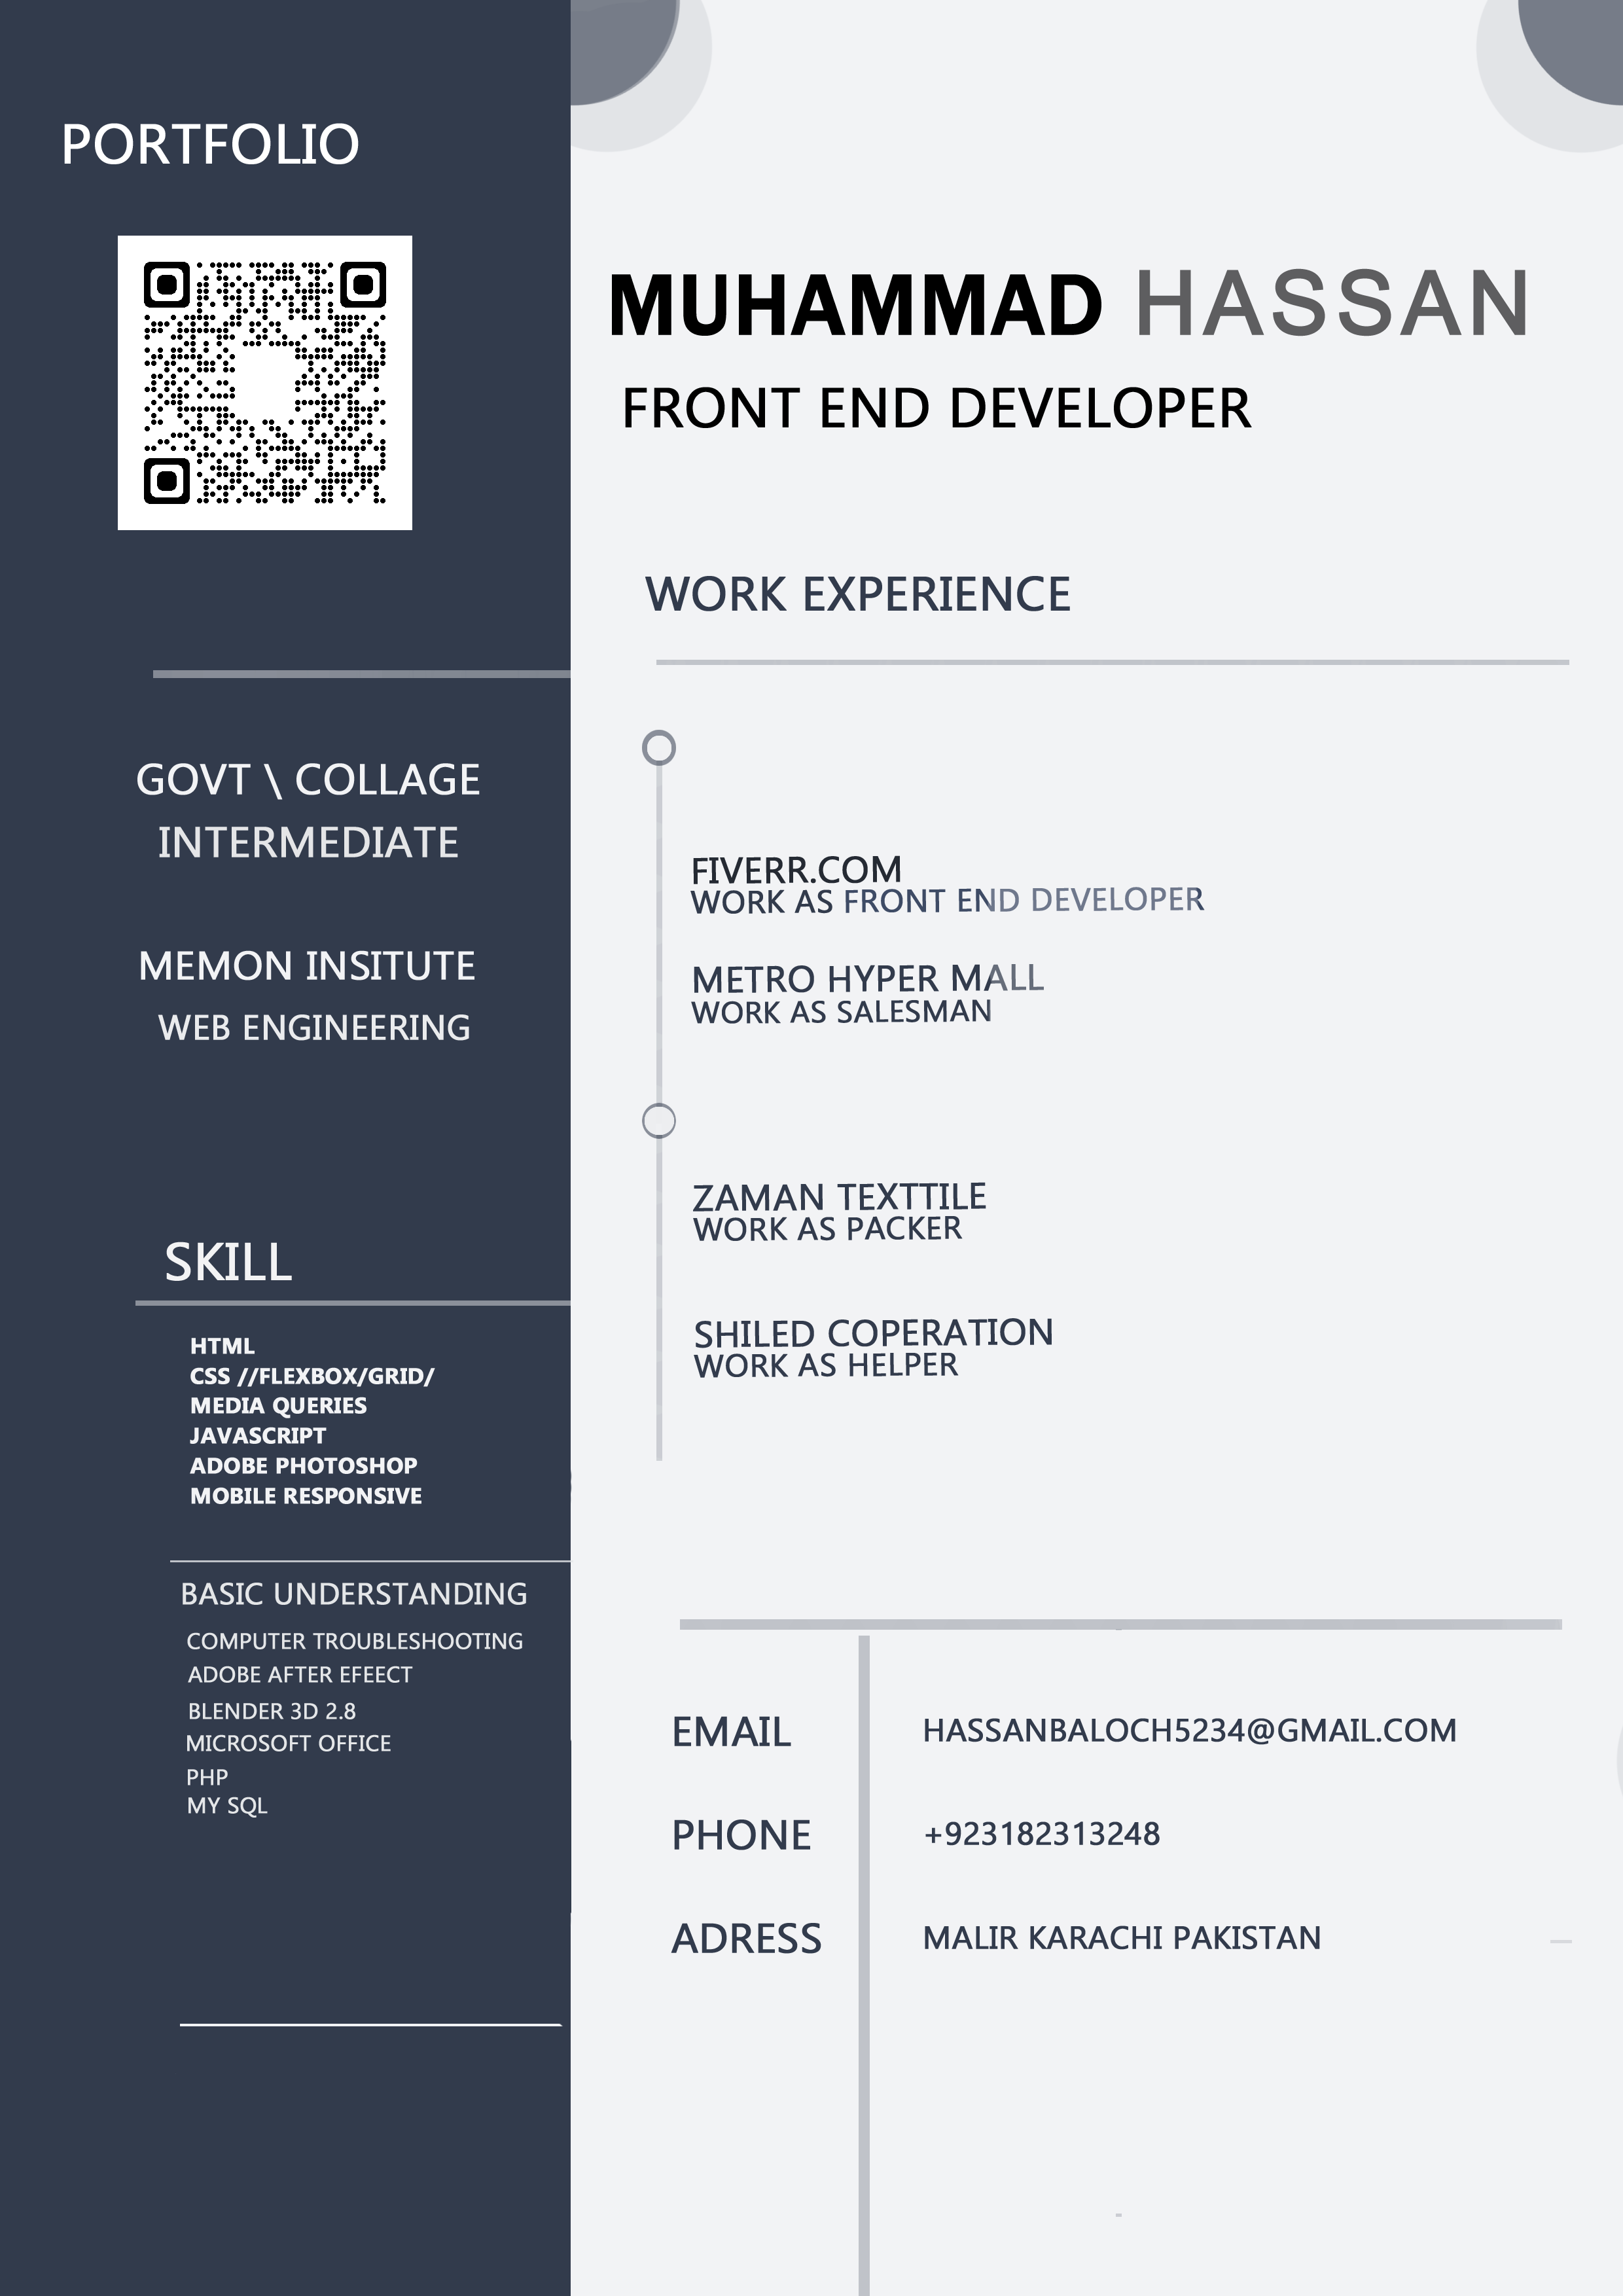 PORTFOLIO
GOVT \ COLLAGE
INTERMEDIATE
MEMON INSITUTE
WEB ENGINEERING
SKILL
HTML
CSS //FLEXBOX/GRID/
MEDIA QUERIES
JAVASCRIPT
ADOBE PHOTOSHOP
MOBILE RESPONSIVE
BASIC UNDERSTANDING
COMPUTER TROUBLESHOOTING
ADOBE AFTER EFEECT
BLENDER 3D 2.8
MICROSOFT OFFICE
PHP
MY SQL
MUHAMMAD HASSAN
FRONT END DEVELOPER
WORK EXPERIENCE
FIVERR.COM
WORK AS FRONT END DEVELOPER
METRO HYPER MALL
WORK AS SALESMAN
ZAMAN TEXTTILE
WORK AS PACKER
SHILED COPERATION
WORK AS HELPER
EMAIL HASSANBALOCH5234@GMAIL.COM
PHONE +923182313248
ADRESS MALIR KARACHI PAKISTAN